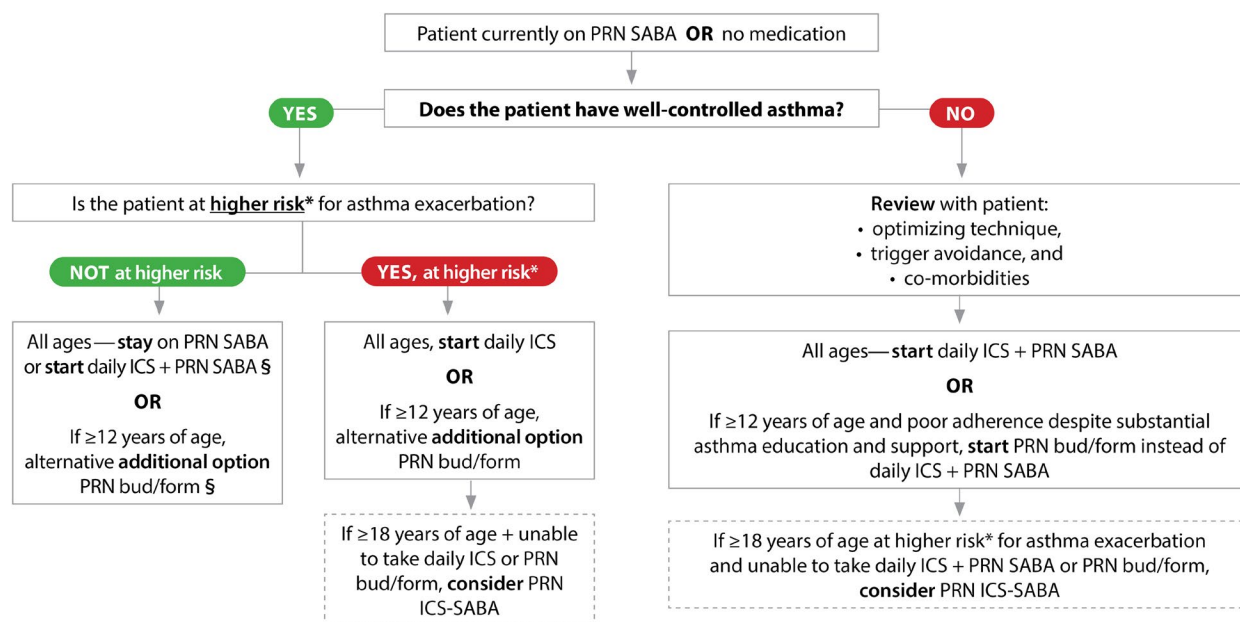 Patient currently on PRN SABA OR no medication
Does the patient have well-controlled asthma?
YES
NO
Is the patient at higher risk* for asthma exacerbation?
NOT at higher risk
YES, at higher risk*
All ages—stay on PRN SABA
or start daily ICS + PRN SABA §
OR
If ≥12 years of age,
alternative additional option
PRN bud/form §
All ages, start daily ICS
OR
If ≥12 years of age,
alternative additional option
PRN bud/form
If ≥18 years of age + unable
to take daily ICS or PRN
bud/form, consider PRN
ICS-SABA
Review with patient:
• optimizing technique,
• trigger avoidance, and
• co-morbidities
All ages—start daily ICS + PRN SABA
OR
If ≥12 years of age and poor adherence despite substantial
asthma education and support, start PRN bud/form instead of
daily ICS + PRN SABA
If ≥18 years of age at higher risk* for asthma exacerbation
and unable to take daily ICS + PRN SABA or PRN bud/form,
consider PRN ICS-SABA